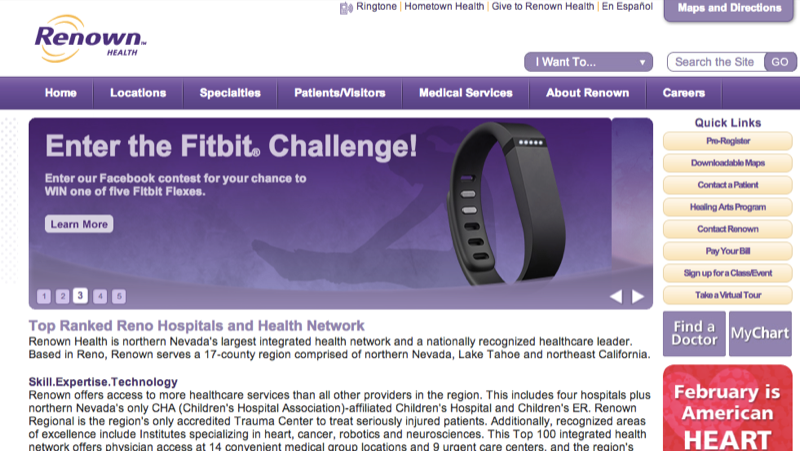 Ringtone | Hometown Health | Give to Renown Health | En Español
Maps and Directions
Renown™
HEALTH
I Want To...
Search the Site
GO
Home
Locations
Specialties
Patients/Visitors
Medical Services
About Renown
Careers
Enter the Fitbit® Challenge!
Enter our Facebook contest for your chance to
WIN one of five Fitbit Flexes.
Learn More
1 2 3 4 5
Quick Links
Pre-Register
Downloadable Maps
Contact a Patient
Healing Arts Program
Contact Renown
Pay Your Bill
Sign up for a Class/Event
Take a Virtual Tour
Find a
Doctor
MyChart
February is
American
HEART
Top Ranked Reno Hospitals and Health Network
Renown Health is northern Nevada's largest integrated health network and a nationally recognized healthcare leader.
Based in Reno, Renown serves a 17-county region comprised of northern Nevada, Lake Tahoe and northeast California.
Skill.Expertise.Technology
Renown offers access to more healthcare services than all other providers in the region. This includes four hospitals plus
northern Nevada's only CHA (Children's Hospital Association)-affiliated Children's Hospital and Children's ER. Renown
Regional is the region's only accredited Trauma Center to treat seriously injured patients. Additionally, recognized areas
of excellence include Institutes specializing in heart, cancer, robotics and neurosciences. This Top 100 integrated health
network offers physician access at 14 convenient medical group locations and 9 urgent care centers, and the region's